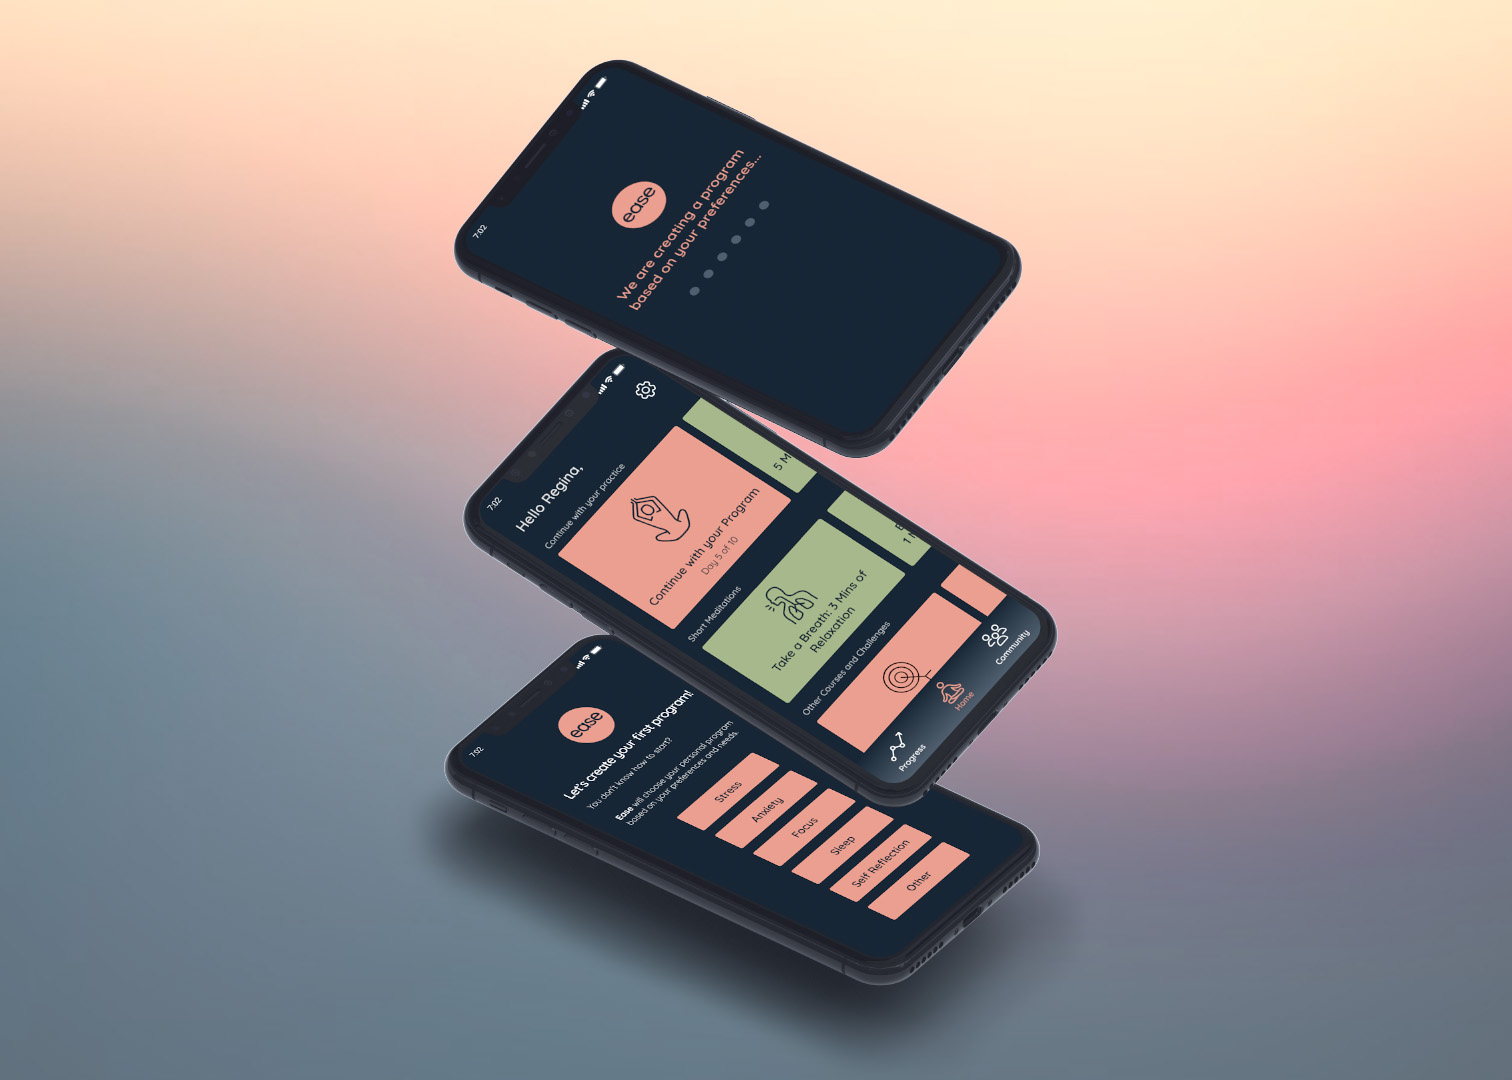 7:02
ease
We are creating a program
based on your preferences...
7:02
Hello Regina,
Continue with your practice
Continue with your Program
Day 5 of 10
5 M
Short Meditations
Take a Breath: 3 Mins of
Relaxation
Other Courses and Challenges
Progress
Home
Community
7:02
ease
Let's create your first program!
You don't know how to start?
Ease will choose your personal program
based on your preferences and needs.
Stress
Anxiety
Focus
Sleep
Self Reflection
Other